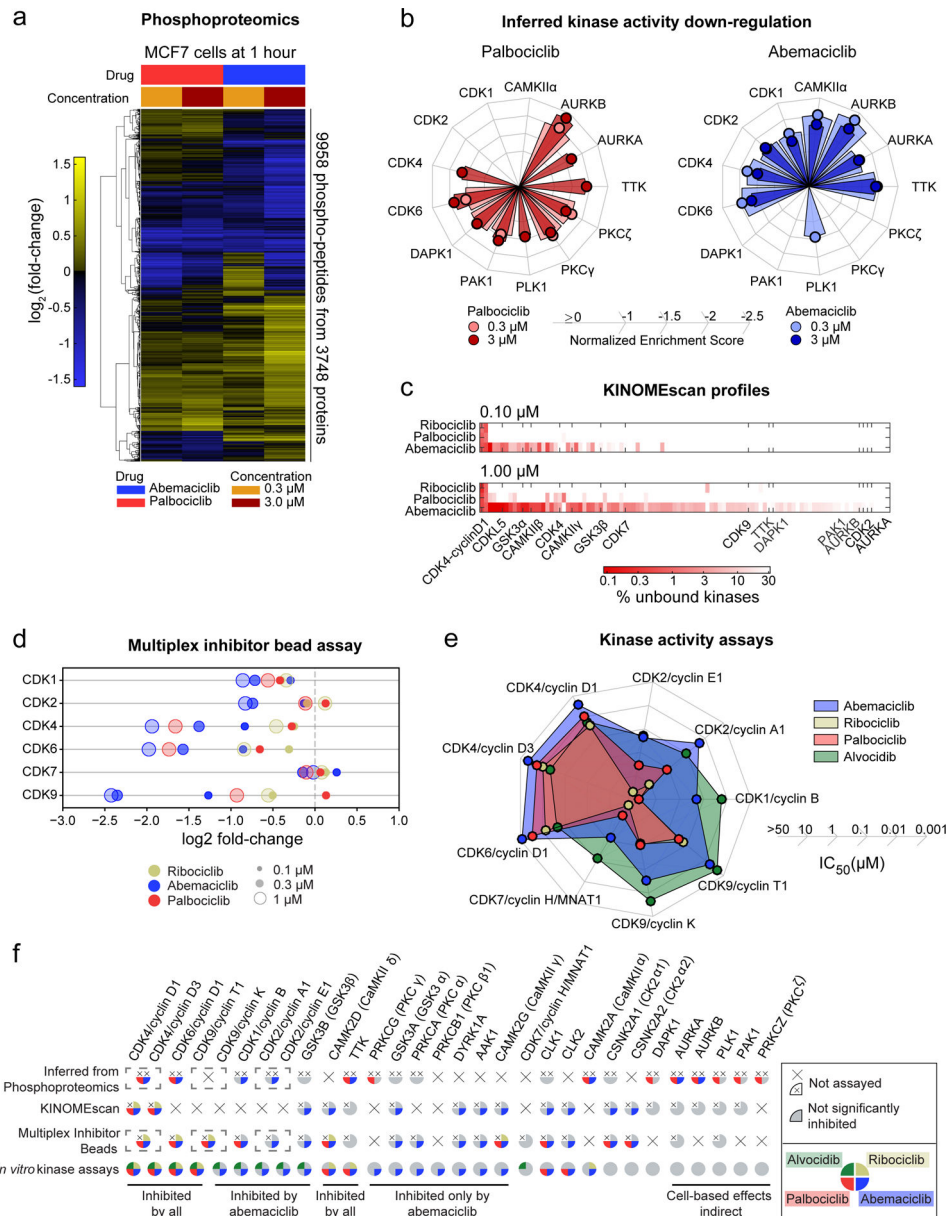 a
Phosphoproteomics
MCF7 cells at 1 hour
Drug
Concentration
1.5
1
0.5
0
-0.5
-1
-1.5
log2(fold-change)
9958 phospho-peptides from 3748 proteins
Drug
Abemaciclib
Palbociclib
Concentration
0.3 μM
3.0 μM
b
Inferred kinase activity down-regulation
Palbociclib
CAMKIIα
AURKB
AURKA
TTK
PKCζ
PKCγ
PLK1
PAK1
DAPK1
CDK6
CDK4
CDK2
CDK1
Abemaciclib
CAMKIIα
AURKB
AURKA
TTK
PKCζ
PKCγ
PLK1
PAK1
DAPK1
CDK6
CDK4
CDK2
CDK1
Palbociclib
0.3 μM
3 μM
≥0 -1 -1.5 -2 -2.5
Normalized Enrichment Score
Abemaciclib
0.3 μM
3 μM
c
KINOMEscan profiles
0.10 μM
Ribociclib
Palbociclib
Abemaciclib
1.00 μM
Ribociclib
Palbociclib
Abemaciclib
CDK4-cyclinD1
CDKL5
GSK3α
CAMKIIβ
CDK4
CAMKIIγ
GSK3β
CDK7
CDK9
TTK
DAPK1
PAK1
AURKB
CDK2
AURKA
0.1 0.3 1 3 10 30
% unbound kinases
d
Multiplex inhibitor bead assay
CDK1
CDK2
CDK4
CDK6
CDK7
CDK9
−3.0 −2.5 −2.0 −1.5 −1.0 −0.5 0.0 0.5 1.0
log2 fold-change
Ribociclib
Abemaciclib
Palbociclib
0.1 μM
0.3 μM
1 μM
e
Kinase activity assays
CDK2/cyclin E1
CDK2/cyclin A1
CDK1/cyclin B
CDK9/cyclin T1
CDK9/cyclin K
CDK7/cyclin H/MNAT1
CDK6/cyclin D1
CDK4/cyclin D3
CDK4/cyclin D1
Abemaciclib
Ribociclib
Palbociclib
Alvocidib
>50 10 1 0.1 0.01 0.001
IC50(μM)
f
CDK4/cyclin D1
CDK4/cyclin D3
CDK6/cyclin D1
CDK9/cyclin T1
CDK9/cyclin K
CDK1/cyclin B
CDK2/cyclin A1
CDK2/cyclin E1
GSK3B (GSK3β)
CAMK2D (CaMKII δ)
TTK
PRKCG (PKC γ)
GSK3A (GSK3 α)
PRKCA (PKC α)
PRKCB1 (PKC β1)
DYRK1A
AAK1
CAMK2G (CaMKII γ)
CDK7/cyclin H/MNAT1
CLK1
CLK2
CAMK2A (CaMKIIα)
CSNK2A1 (CK2α1)
CSNK2A2 (CK2α2)
DAPK1
AURKA
AURKB
PLK1
PAK1
PRKCZ (PKCζ)
Inferred from
Phosphoproteomics
KINOMEscan
Multiplex Inhibitor
Beads
n vitro kinase assays
Inhibited
by all
Inhibited by
abemaciclib
Inhibited
by all
Inhibited only by
abemaciclib
Cell-based effects
indirect
Not assayed
Not significantly
inhibited
Alvocidib
Ribociclib
Palbociclib
Abemaciclib